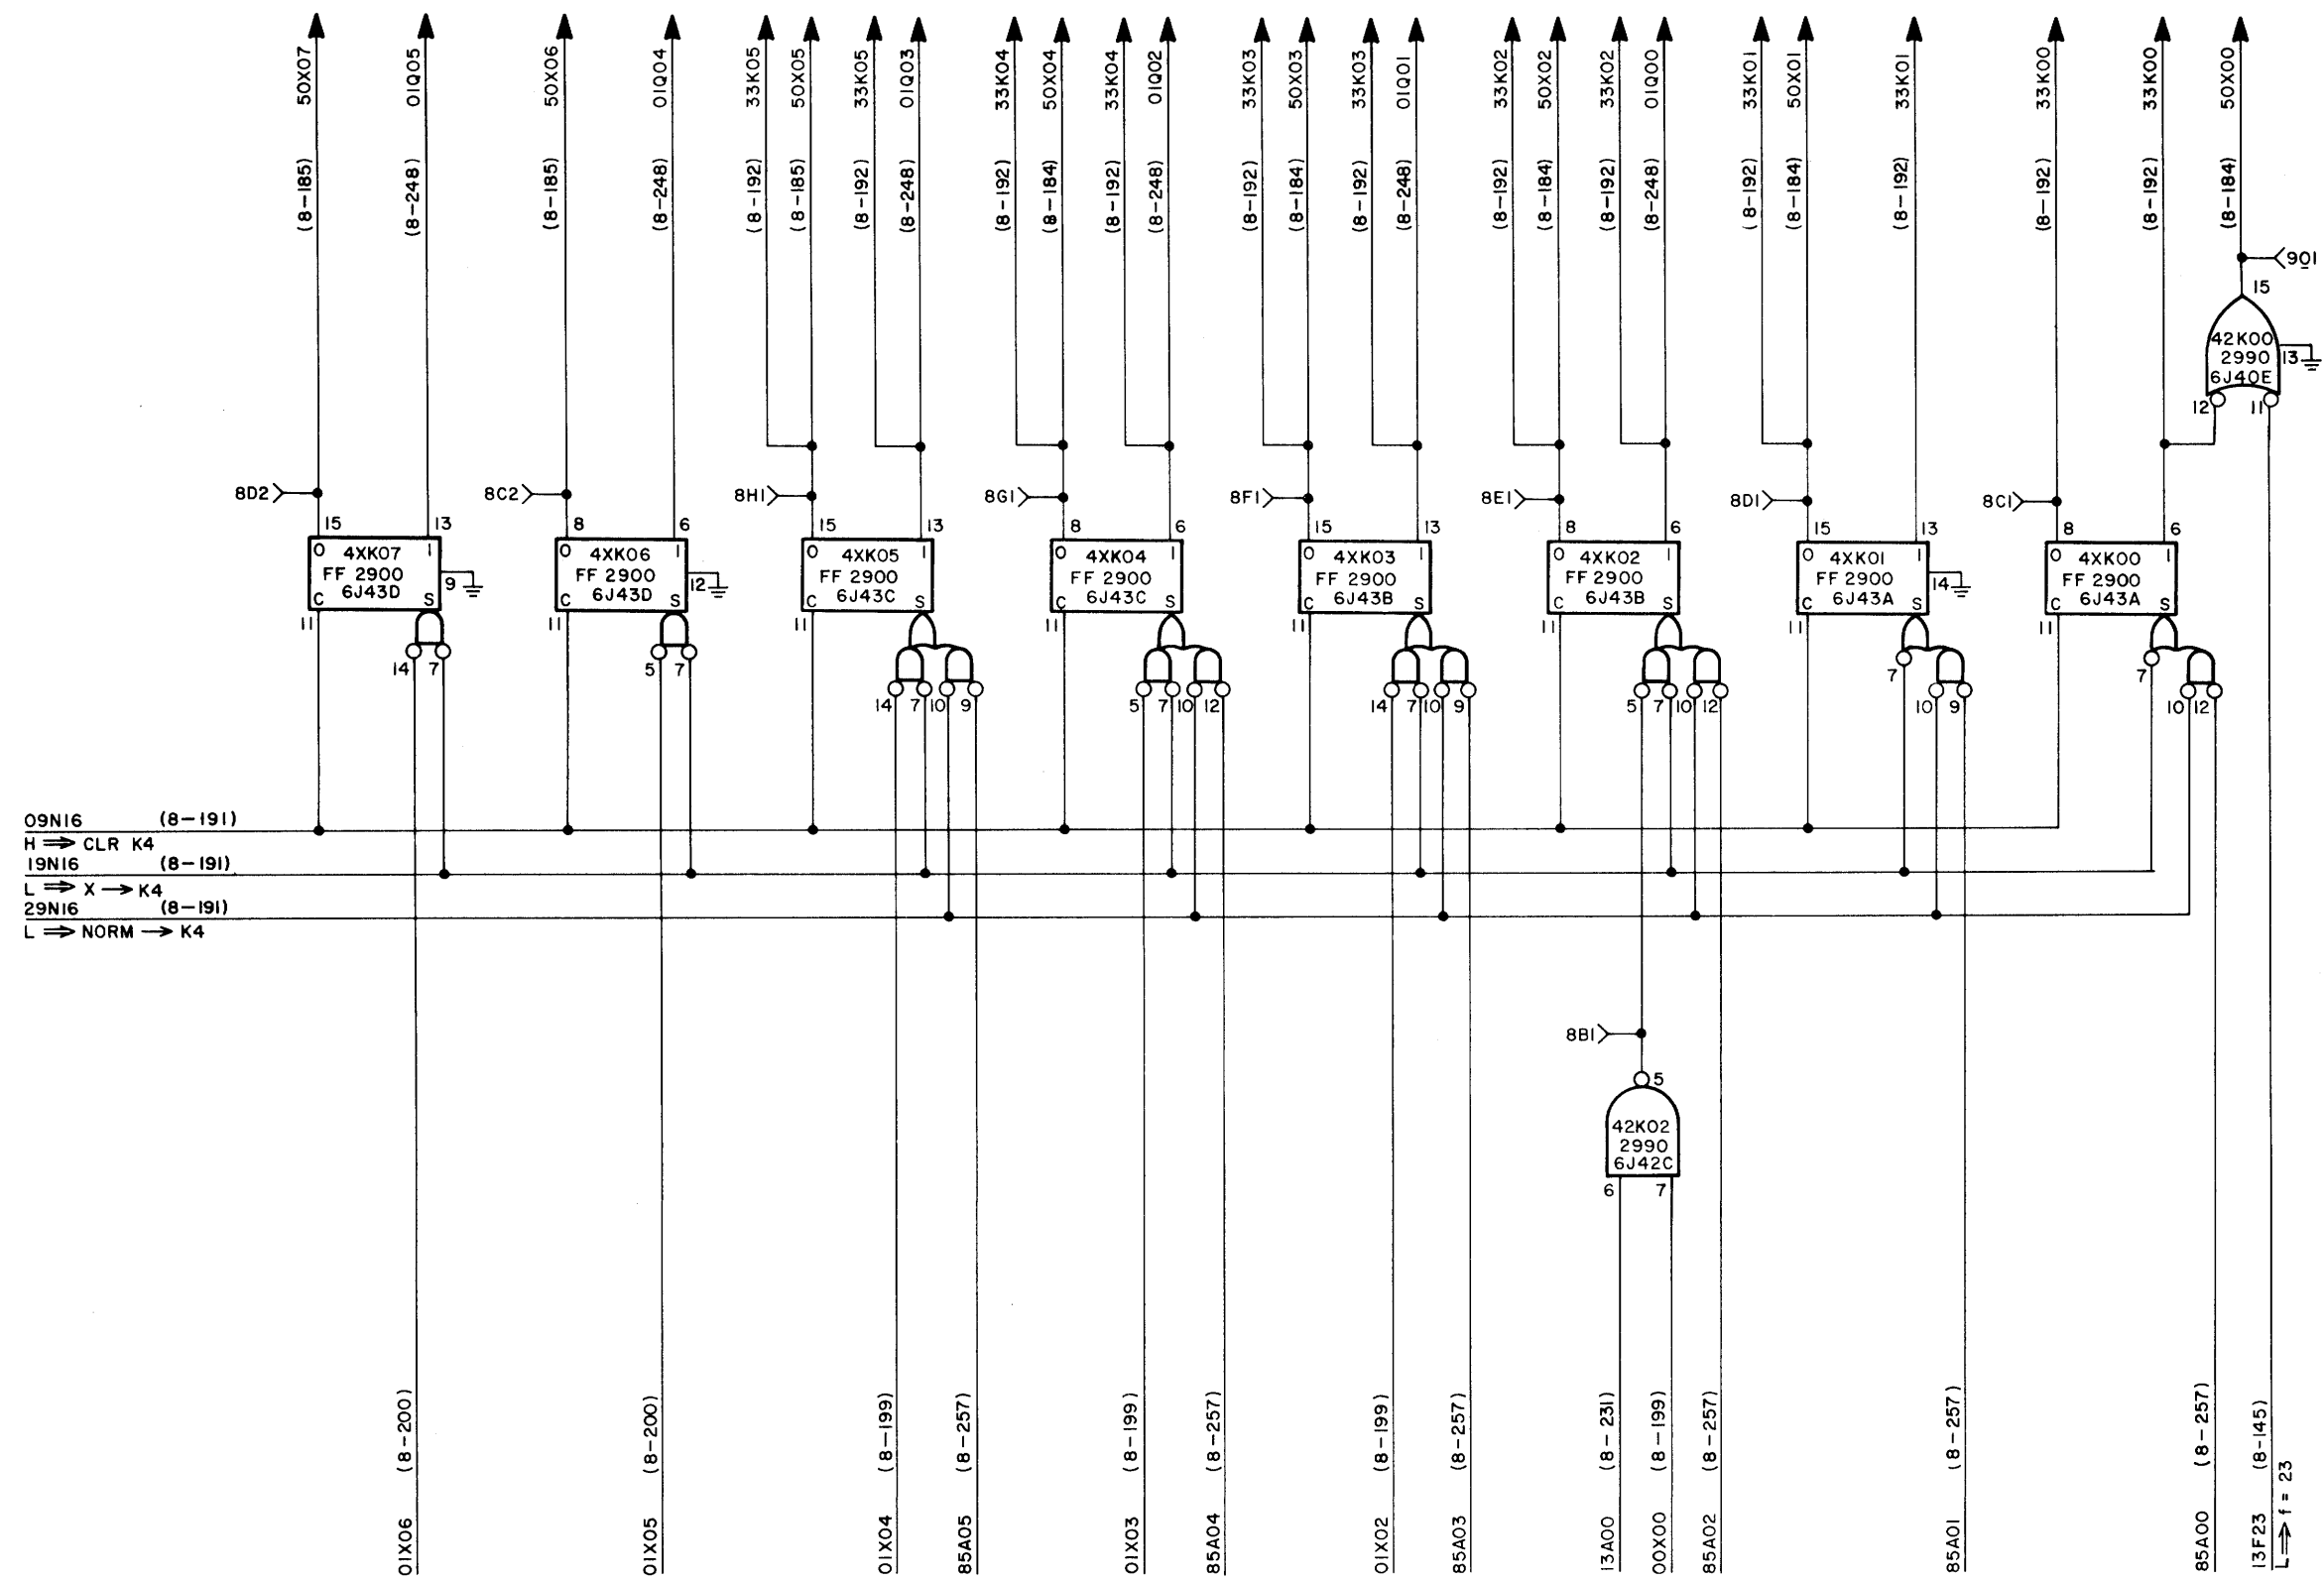 50X07 01Q05 50X06 01Q04 33K05 50X05 33K05 01Q03 33K04 50X04 33K04 01Q02 33K03 50X03 33K03 01Q01 33K02 50X02 33K02 01Q00 33K01 50X01 33K01 33K00 33K00 50X00
(8-185) (8-248) (8-185) (8-248) (8-192) (8-185) (8-192) (8-248) (8-192) (8-184) (8-192) (8-248) (8-192) (8-184) (8-192) (8-248) (8-192) (8-184) (8-192) (8-248) (8-192) (8-184) (8-192) (8-192) (8-192) (8-184)
901
15
42K00
2990 13
6J40E
12 11
8D2 8C2 8H1 8G1 8F1 8E1 8D1 8C1
15 13 8 6 15 13 8 6 15 13 8 6 15 13 8 6
O 4XK07 I
FF 2900
6J43D
C S
9
O 4XK06 I
FF 2900
6J43D
C S
12
O 4XK05 I
FF 2900
6J43C
C S
O 4XK04 I
FF 2900
6J43C
C S
O 4XK03 I
FF 2900
6J43B
C S
O 4XK02 I
FF 2900
6J43B
C S
O 4XK01 I
FF 2900
6J43A
C S
14
O 4XK00 I
FF 2900
6J43A
C S
11 11 11 11 11 11 11 11
14 7 5 7 7 7
14 7 10 9 5 7 10 12 14 7 10 9 5 7 10 12 10 9 10 12
09N16 (8-191)
H ⟹ CLR K4
19N16 (8-191)
L ⟹ X → K4
29N16 (8-191)
L ⟹ NORM → K4
8B1
5
42K02
2990
6J42C
6 7
01X06 (8-200)
01X05 (8-200)
01X04 (8-199)
85A05 (8-257)
01X03 (8-199)
85A04 (8-257)
01X02 (8-199)
85A03 (8-257)
13A00 (8-231)
00X00 (8-199)
85A02 (8-257)
85A01 (8-257)
85A00 (8-257)
13F23 (8-145)
L ⟹ f = 23